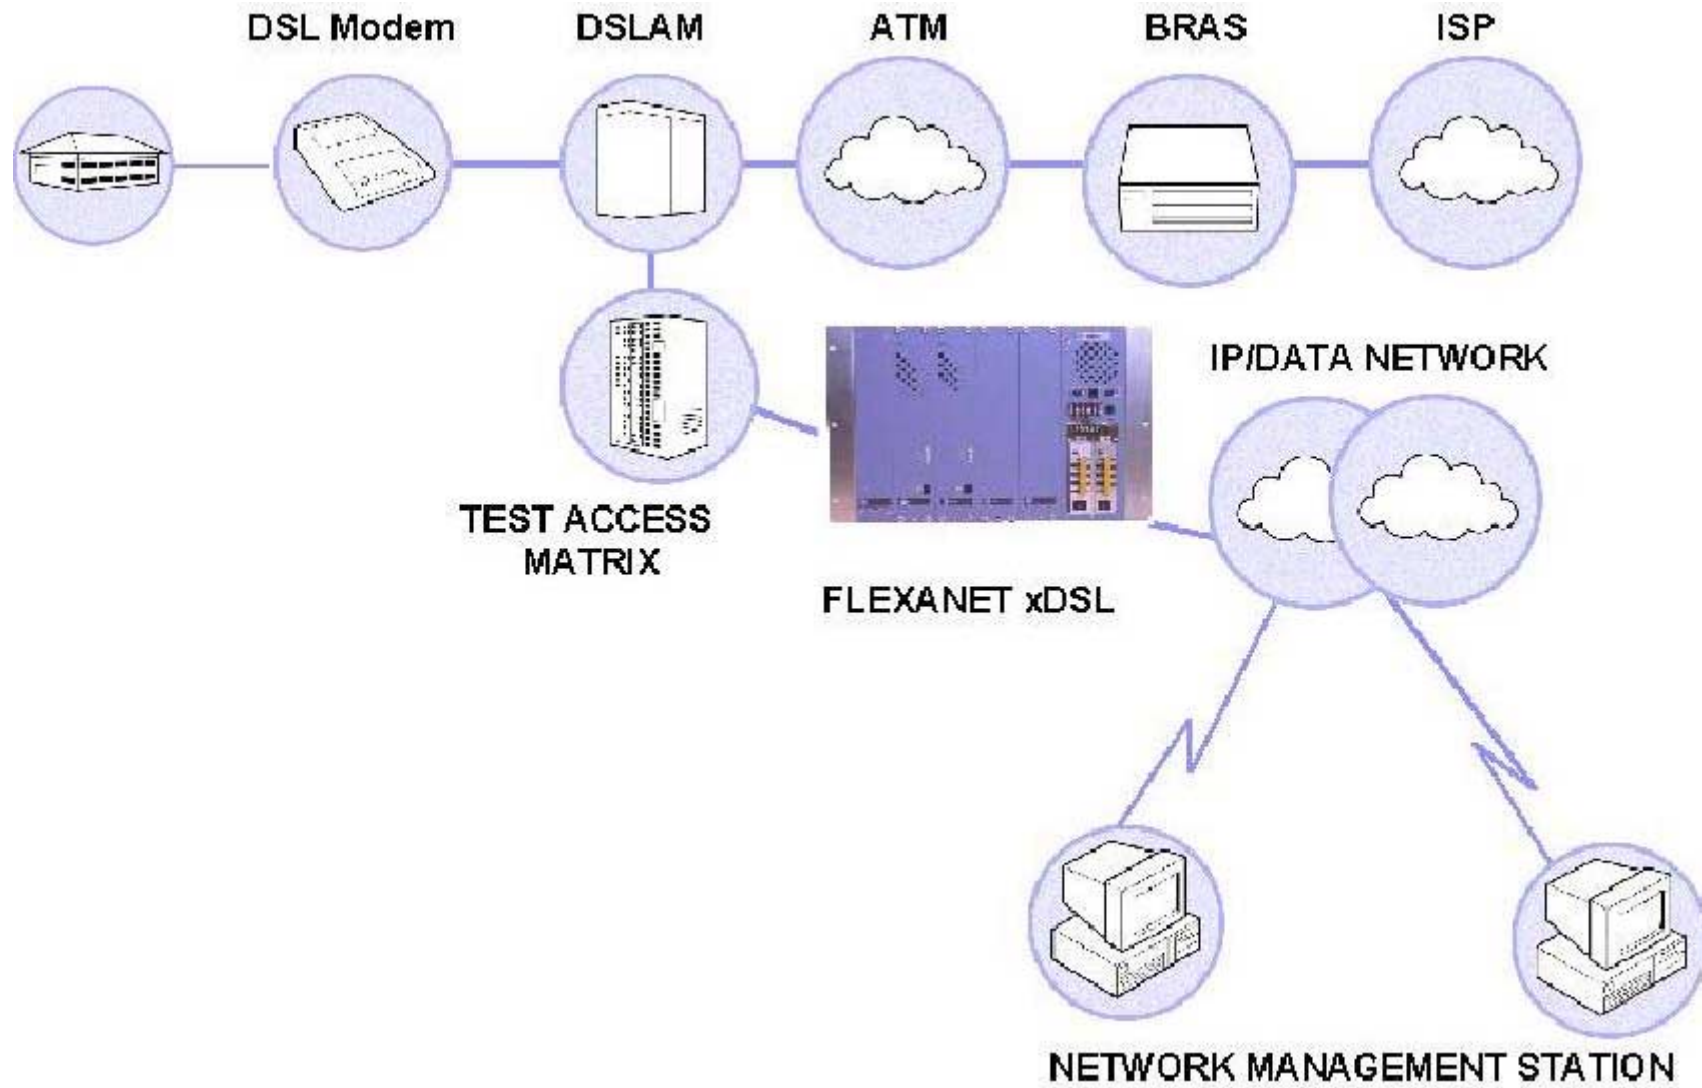 DSL Modem
DSLAM
ATM
BRAS
ISP
IP/DATA NETWORK
TEST ACCESS
MATRIX
FLEXANET xDSL
NETWORK MANAGEMENT STATION